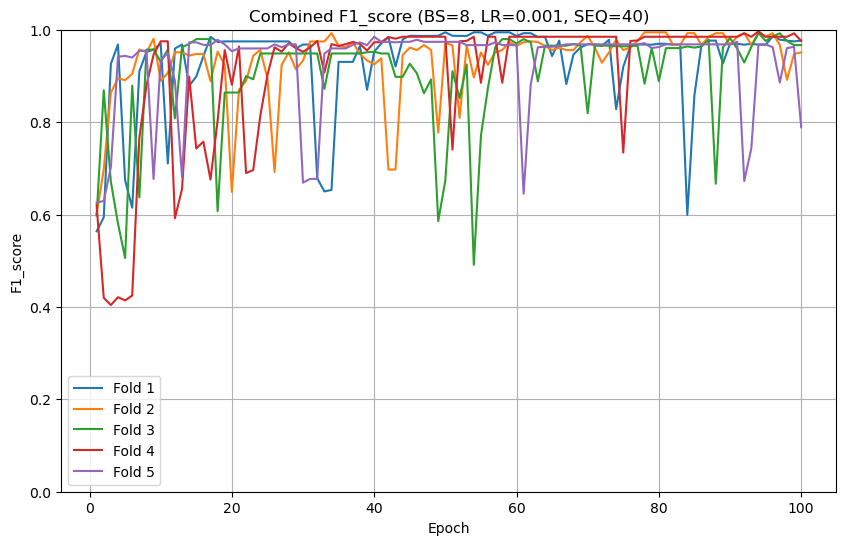 Combined F1_score (BS=8, LR=0.001, SEQ=40)
1.0
0.8
0.6
0.4
0.2
0.0
F1_score
Fold 1
Fold 2
Fold 3
Fold 4
Fold 5
0 20 40 60 80 100
Epoch